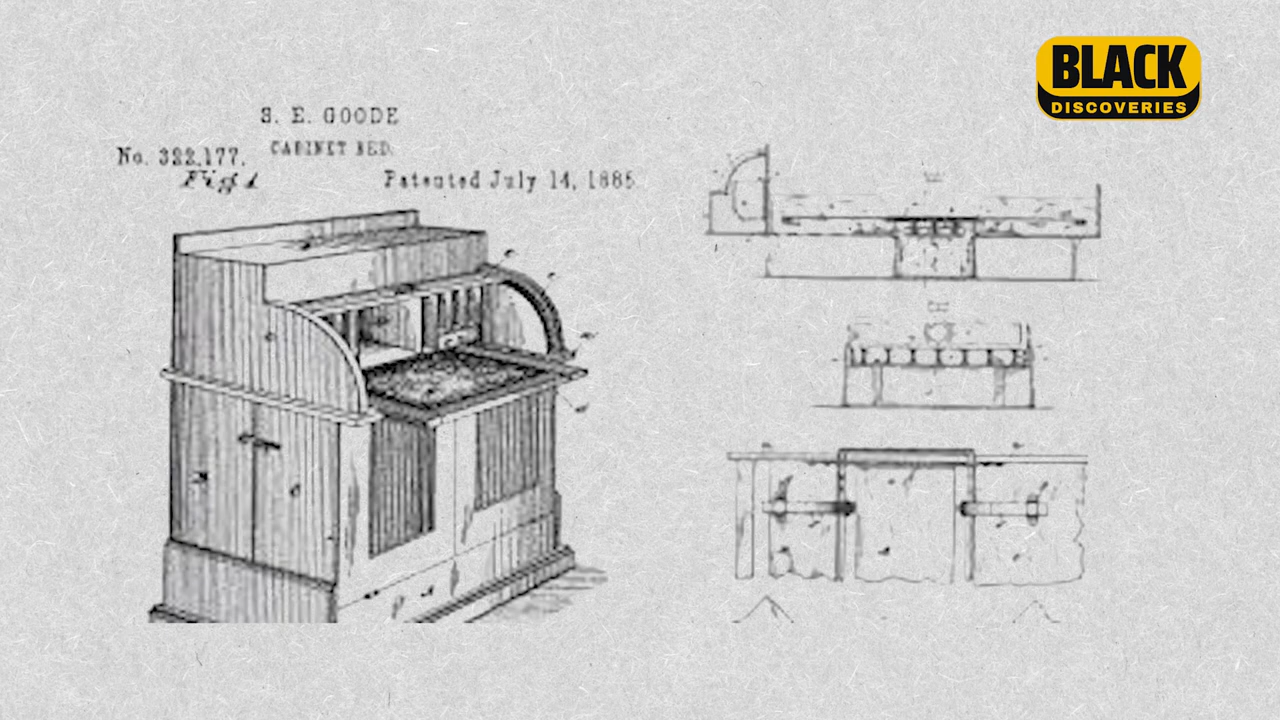 BLACK
DISCOVERIES
S. E. GOODE
CABINET BED.
No. 322,177.
Fig 1
Patented July 14, 1885.